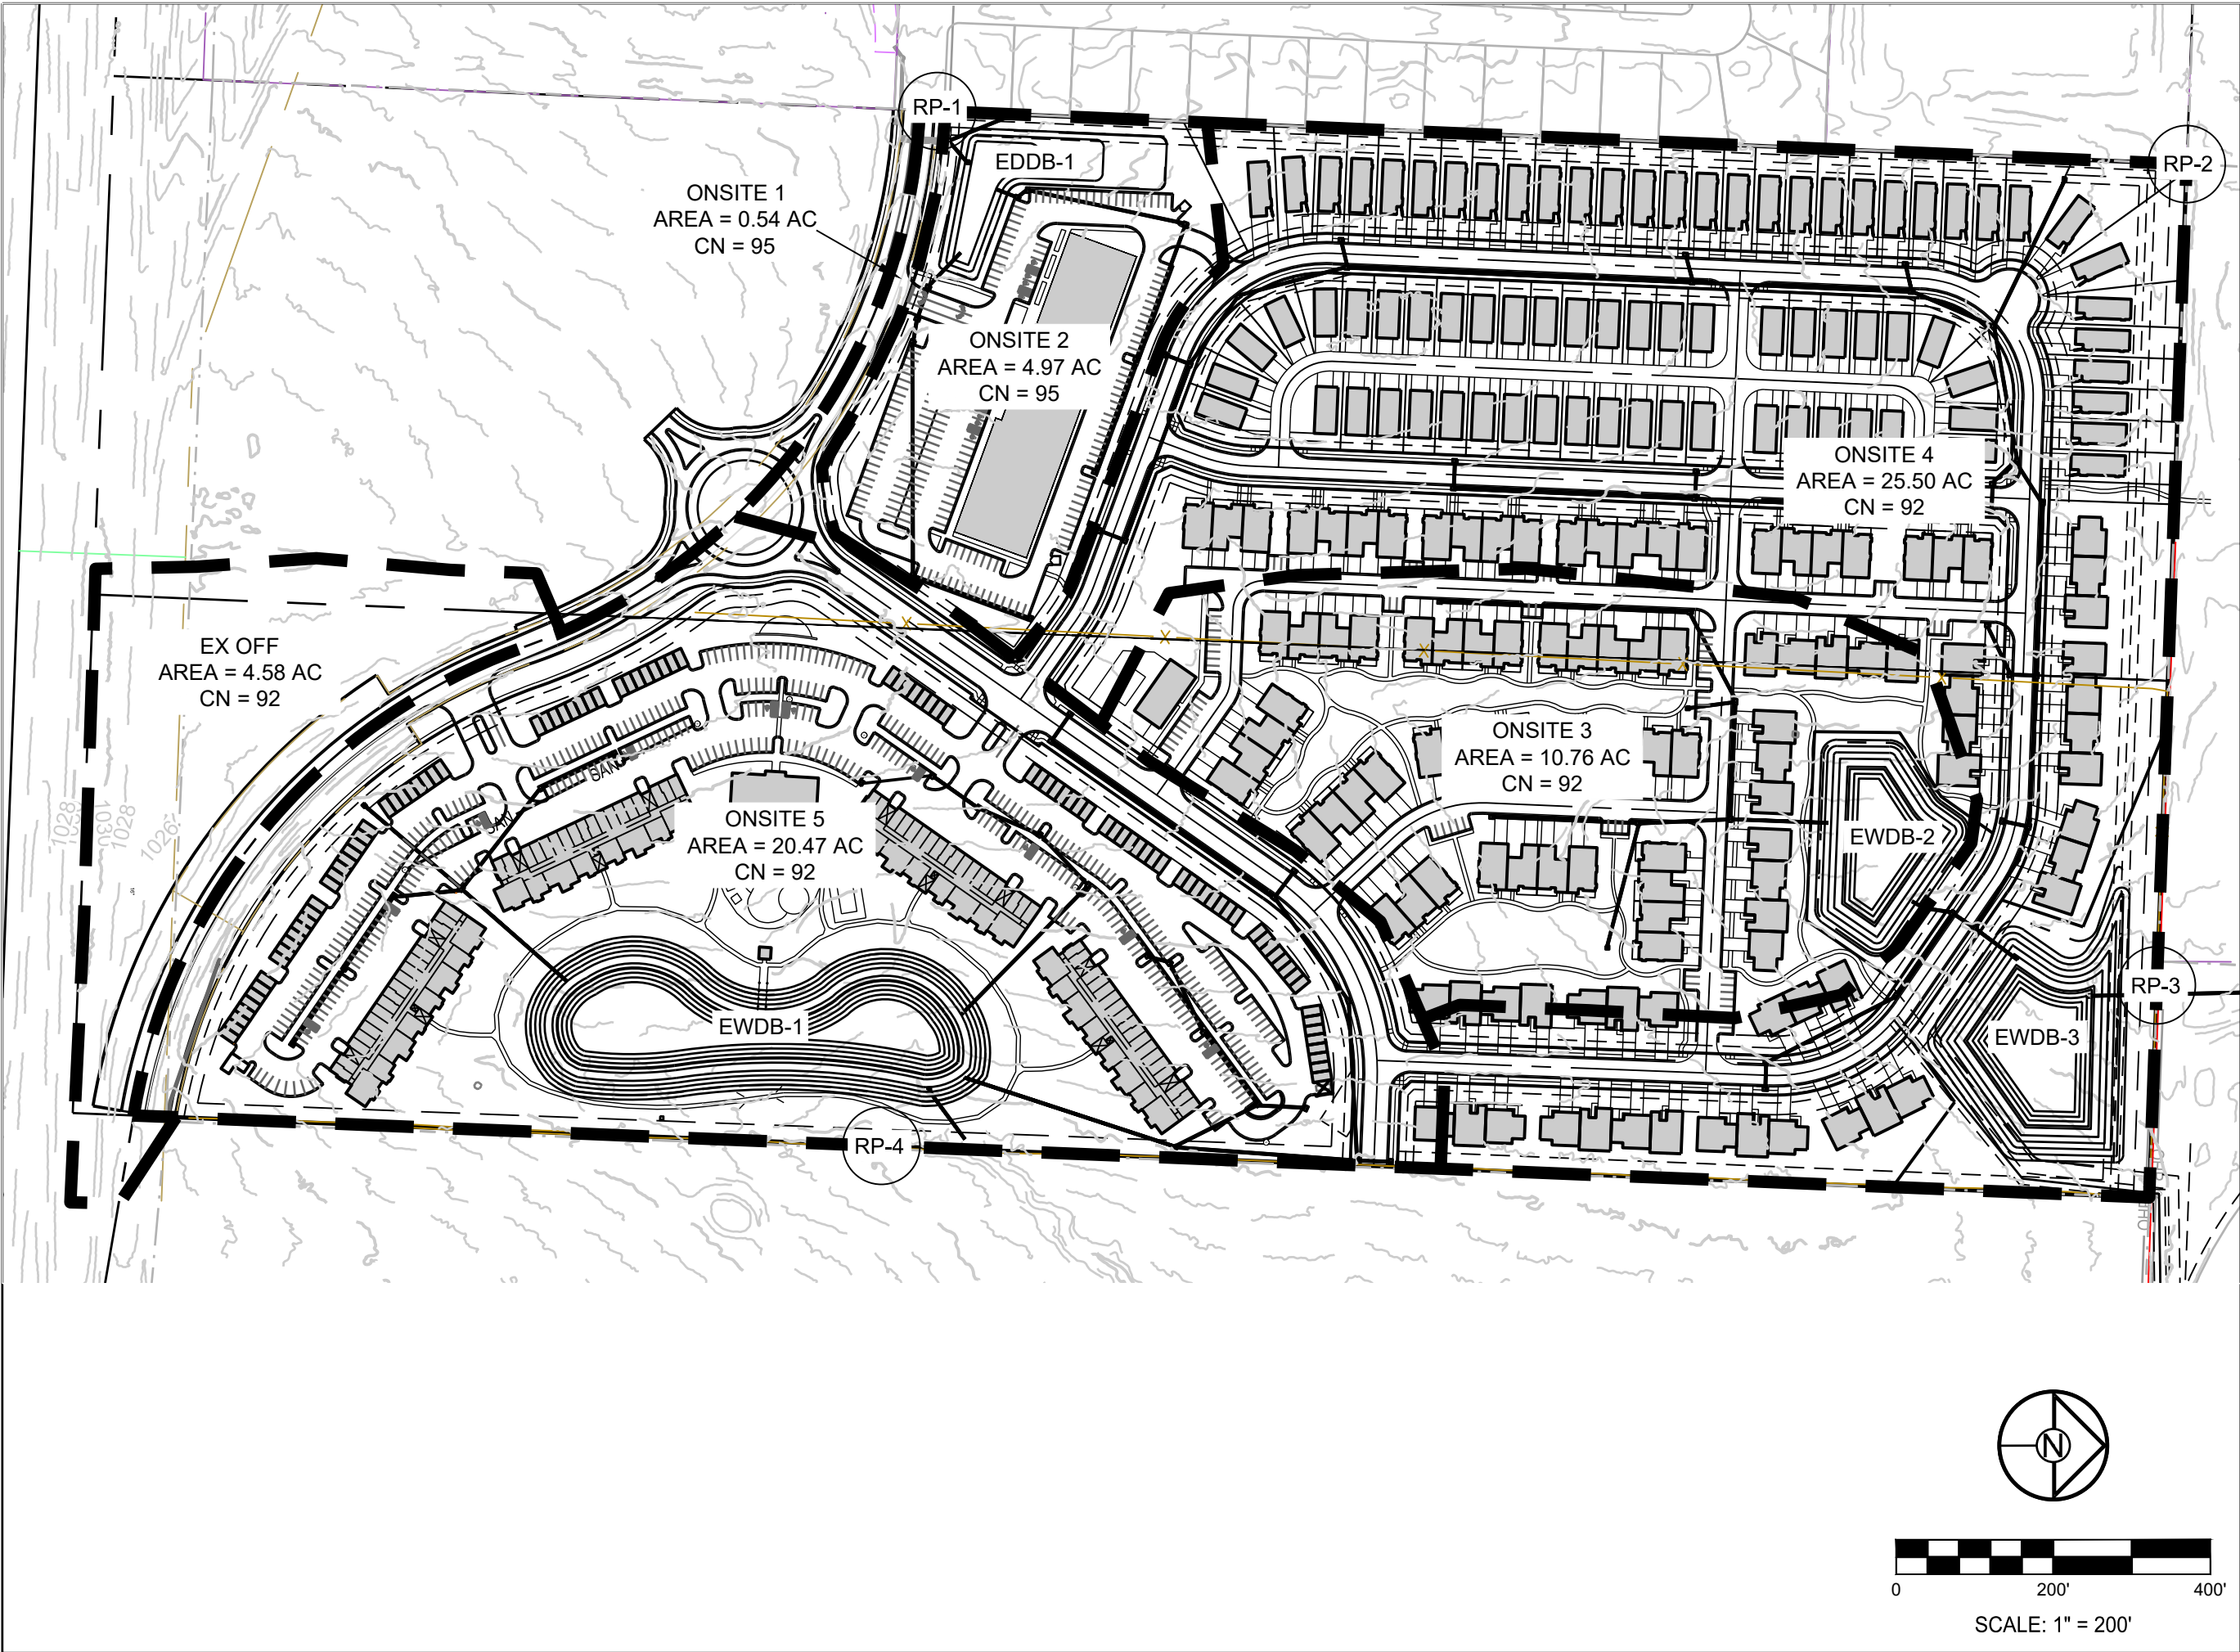 RP-1
EDDB-1
RP-2
ONSITE 1
AREA = 0.54 AC
CN = 95
ONSITE 2
AREA = 4.97 AC
CN = 95
ONSITE 4
AREA = 25.50 AC
CN = 92
EX OFF
AREA = 4.58 AC
CN = 92
X
X
X
X
X
ONSITE 3
AREA = 10.76 AC
CN = 92
SAN
SAN
ONSITE 5
AREA = 20.47 AC
CN = 92
1028
1030
1028
1026
EWDB-2
RP-3
EWDB-1
EWDB-3
RP-4
OHE
N
0
200'
400'
SCALE: 1" = 200'